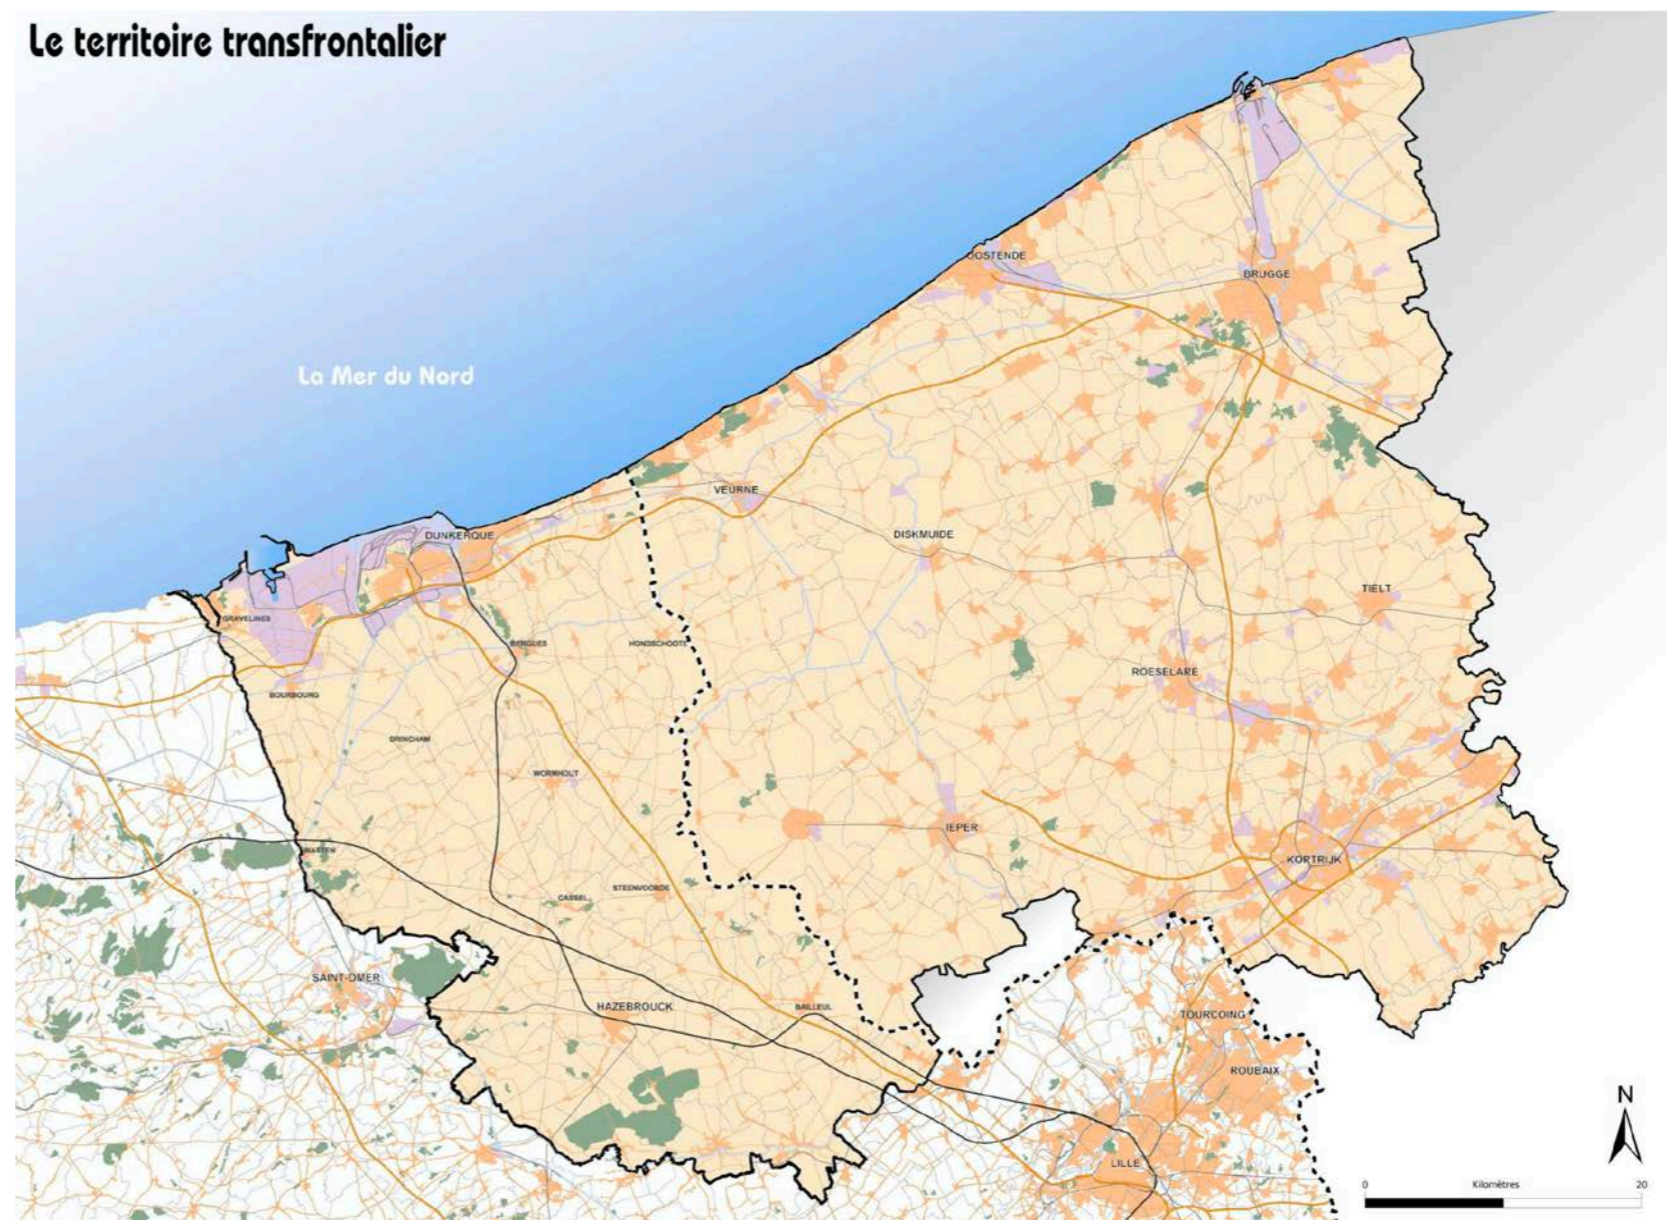 Le territoire transfrontalier
OOSTENDE
BRUGGE
La Mer du Nord
VEURNE
DUNKERQUE
DISKMUIDE
TIELT
GRAVELINES
BERGUES
HONDSCHOOTE
ROESELARE
BOURBOURG
DRINCHAM
WORMHOUT
IEPER
WATTEN
KORTRIJK
STEENVOORDE
CASSEL
SAINT-OMER
HAZEBROUCK
BAILLEUL
TOURCOING
ROUBAIX
N
LILLE
0 Kilomètres 20